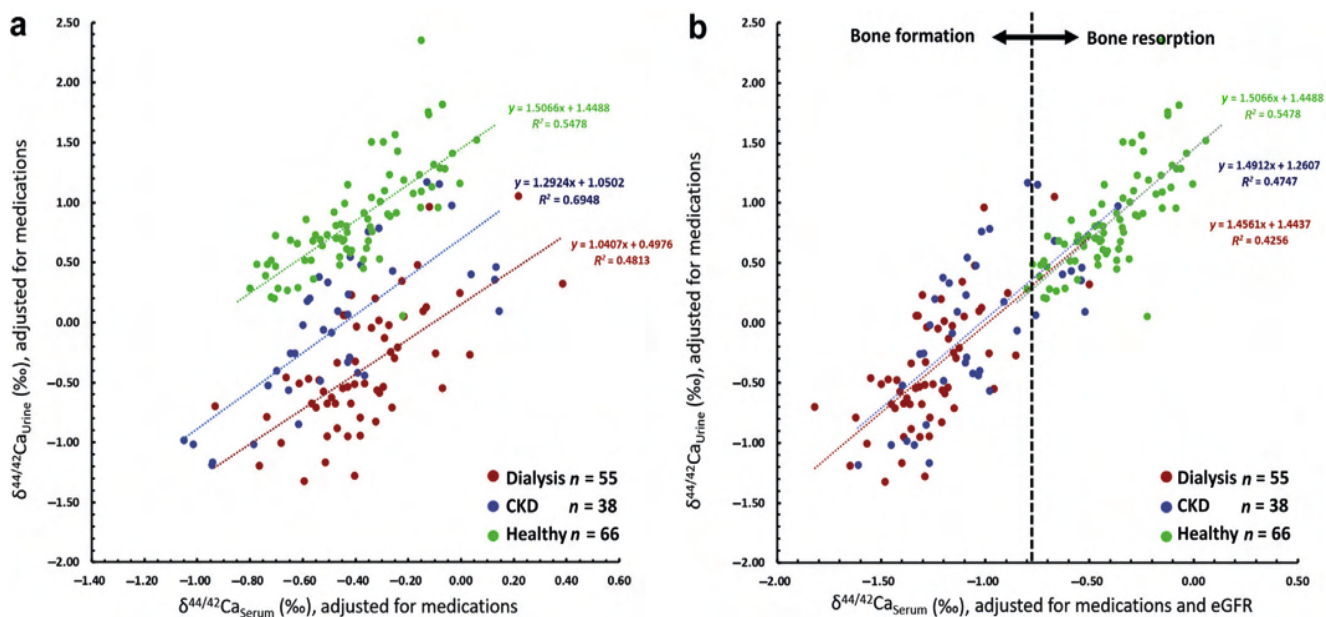 a
2.50
2.00
1.50
1.00
0.50
0.00
−0.50
−1.00
−1.50
−2.00
δ44/42CaUrine (‰), adjusted for medications
y = 1.5066x + 1.4488
R² = 0.5478
y = 1.2924x + 1.0502
R² = 0.6948
y = 1.0407x + 0.4976
R² = 0.4813
Dialysis n = 55
CKD n = 38
Healthy n = 66
−1.40 −1.20 −1.00 −0.80 −0.60 −0.40 −0.20 0.00 0.20 0.40 0.60
δ44/42CaSerum (‰), adjusted for medications
b
2.50
2.00
1.50
1.00
0.50
0.00
−0.50
−1.00
−1.50
−2.00
δ44/42CaUrine (‰), adjusted for medications
Bone formation
Bone resorption
y = 1.5066x + 1.4488
R² = 0.5478
y = 1.4912x + 1.2607
R² = 0.4747
y = 1.4561x + 1.4437
R² = 0.4256
Dialysis n = 55
CKD n = 38
Healthy n = 66
−2.00 −1.50 −1.00 −0.50 0.00 0.50
δ44/42CaSerum (‰), adjusted for medications and eGFR